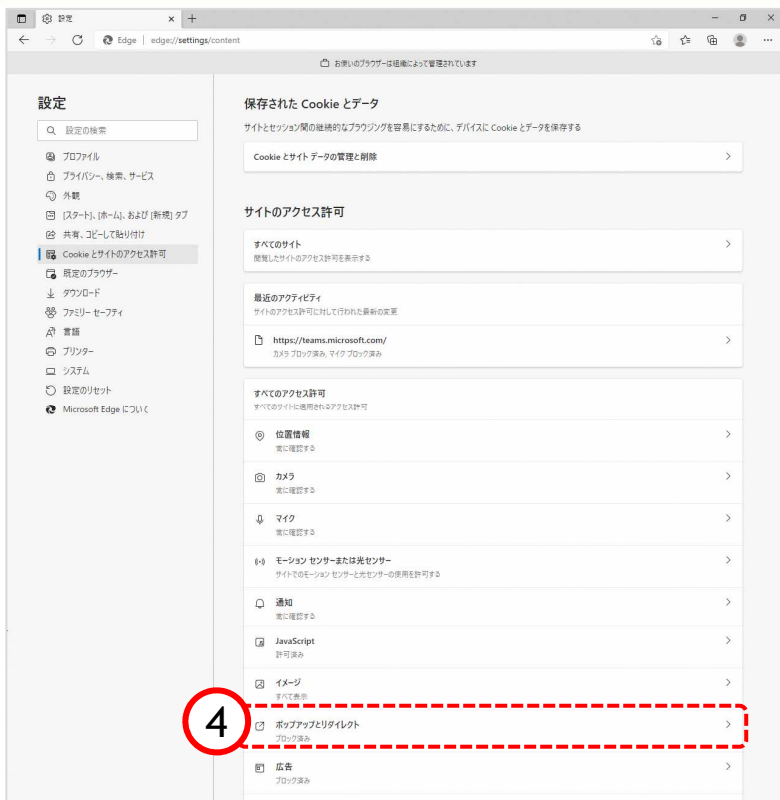 設定
Edge | edge://settings/content
お使いのブラウザーは組織によって管理されています
設定
設定の検索
プロファイル
プライバシー、検索、サービス
外観
[スタート]、[ホーム]、および [新規] タブ
共有、コピーして貼り付け
Cookie とサイトのアクセス許可
既定のブラウザー
ダウンロード
ファミリー セーフティ
言語
プリンター
システム
設定のリセット
Microsoft Edge について
保存された Cookie とデータ
サイトとセッション間の継続的なブラウジングを容易にするために、デバイスに Cookie とデータを保存する
Cookie とサイト データの管理と削除
サイトのアクセス許可
すべてのサイト
閲覧したサイトのアクセス許可を表示する
最近のアクティビティ
サイトのアクセス許可に対して行われた最新の変更
https://teams.microsoft.com/
カメラ ブロック済み, マイク ブロック済み
すべてのアクセス許可
すべてのサイトに適用されるアクセス許可
位置情報
常に確認する
カメラ
常に確認する
マイク
常に確認する
モーション センサーまたは光センサー
サイトでのモーション センサーと光センサーの使用を許可する
通知
常に確認する
JavaScript
許可済み
イメージ
すべて表示
4
ポップアップとリダイレクト
ブロック済み
広告
ブロック済み